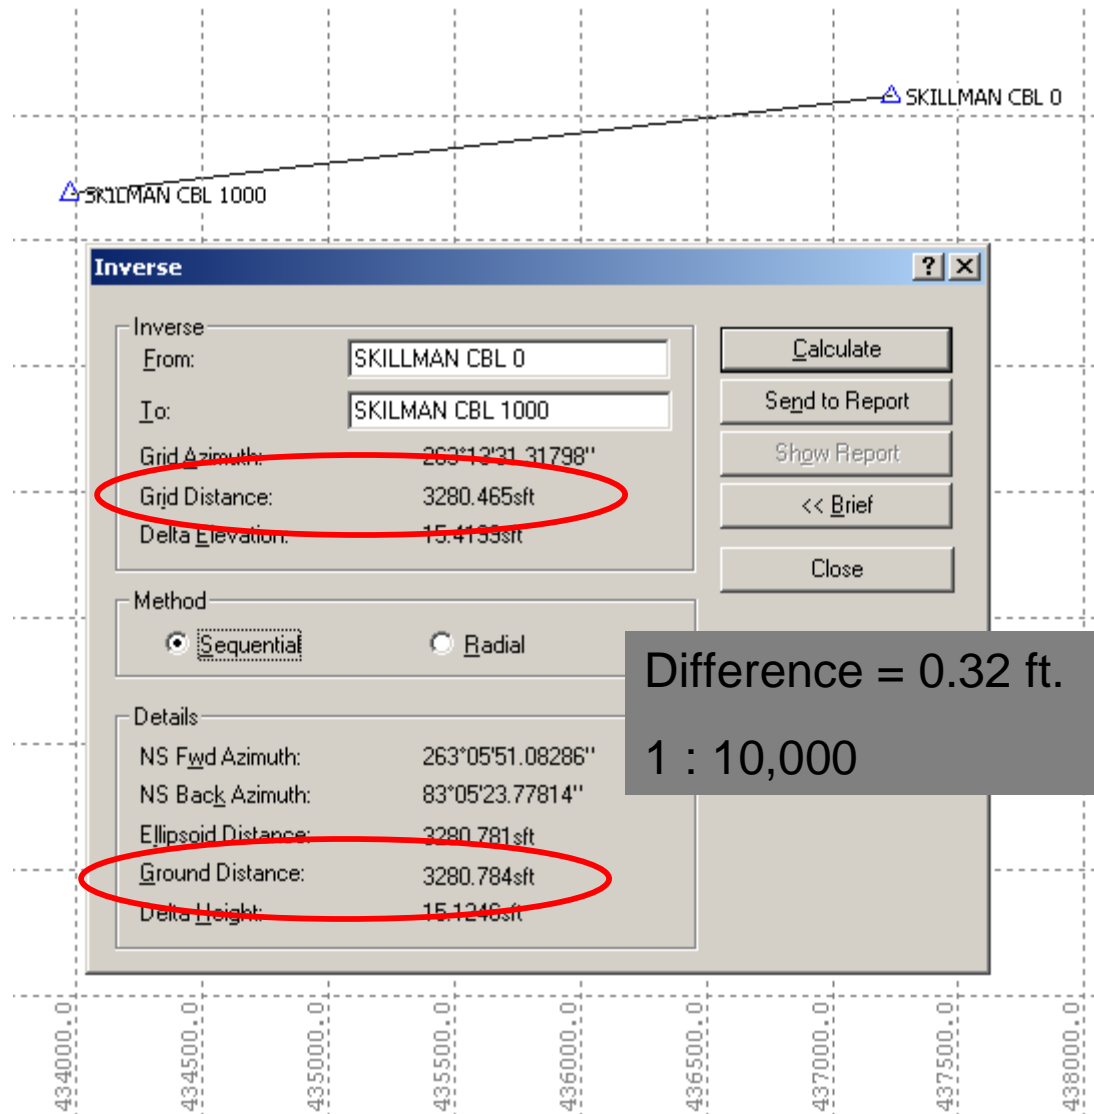 SKILLMAN CBL 0
SKILMAN CBL 1000
Inverse
Inverse
From: SKILLMAN CBL 0
To: SKILMAN CBL 1000
Grid Azimuth: 263°13'31.31798"
Grid Distance: 3280.465sft
Delta Elevation: 15.4199sft
Calculate
Send to Report
Show Report
<< Brief
Close
Method
Sequential Radial
Difference = 0.32 ft.
1 : 10,000
Details
NS Fwd Azimuth: 263°05'51.08286"
NS Back Azimuth: 83°05'23.77814"
Ellipsoid Distance: 3280.781sft
Ground Distance: 3280.784sft
Delta Height: 15.1246sft
434000.0
434500.0
435000.0
435500.0
436000.0
436500.0
437000.0
437500.0
438000.0